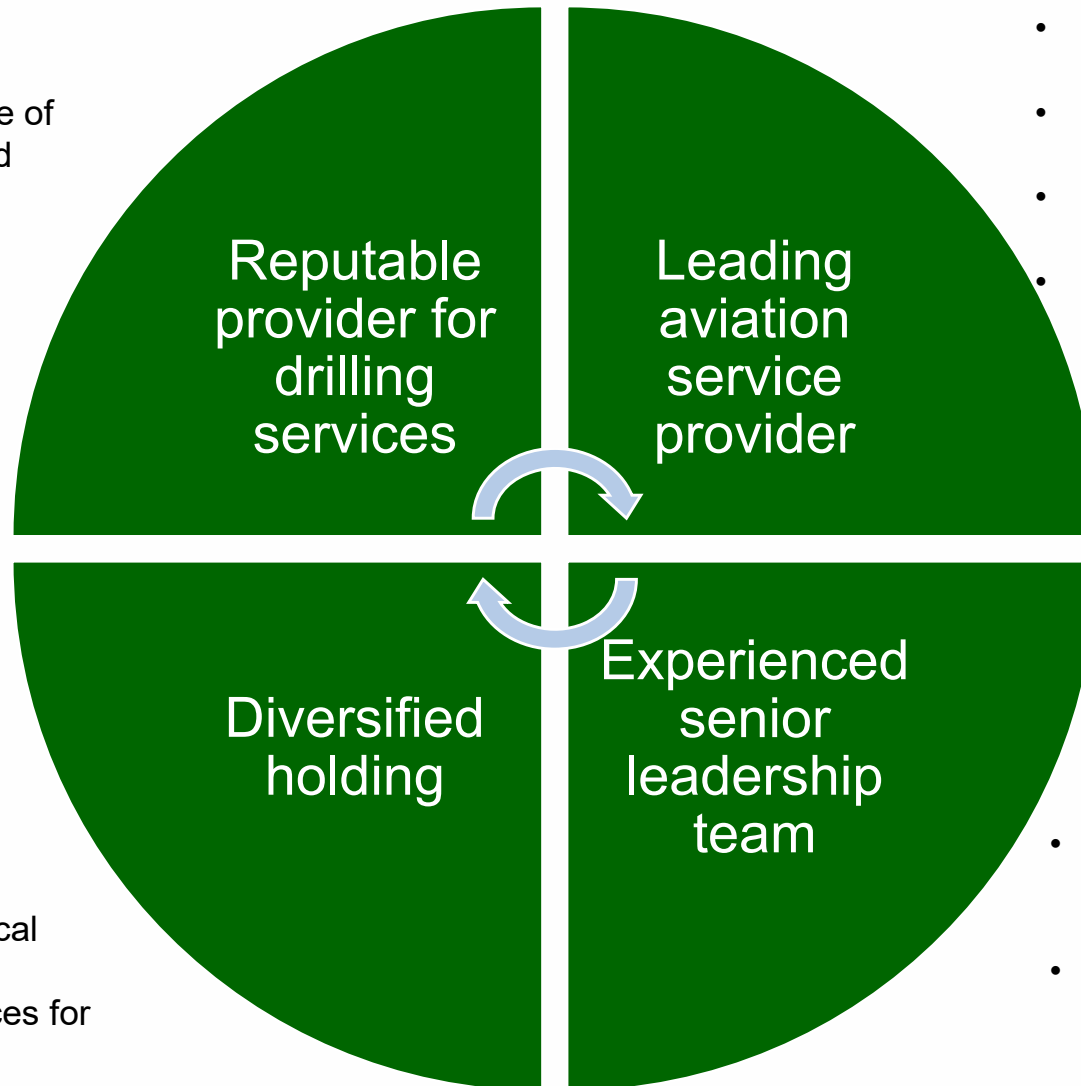 e of
d
Reputable
provider for
drilling
services
Leading
aviation
service
provider
•
•
•
•
Diversified
holding
Experienced
senior
leadership
team
cal
ces for
•
•